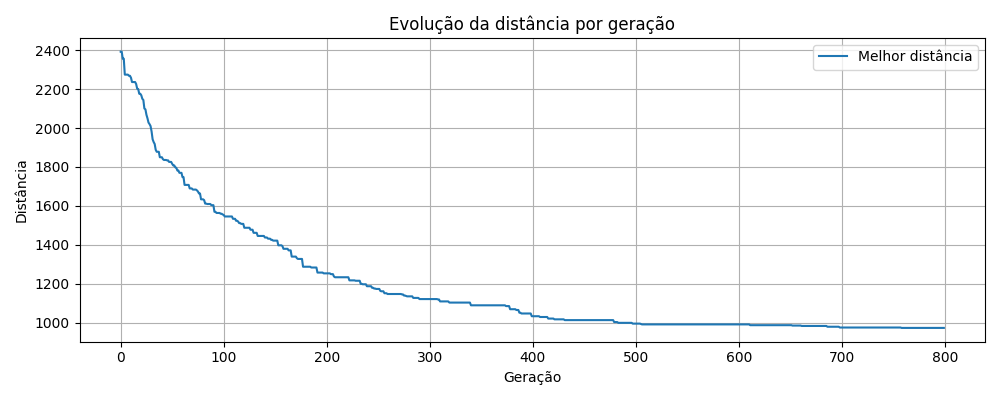 Evolução da distância por geração
Melhor distância
Distância
2400
2200
2000
1800
1600
1400
1200
1000
0 100 200 300 400 500 600 700 800
Geração